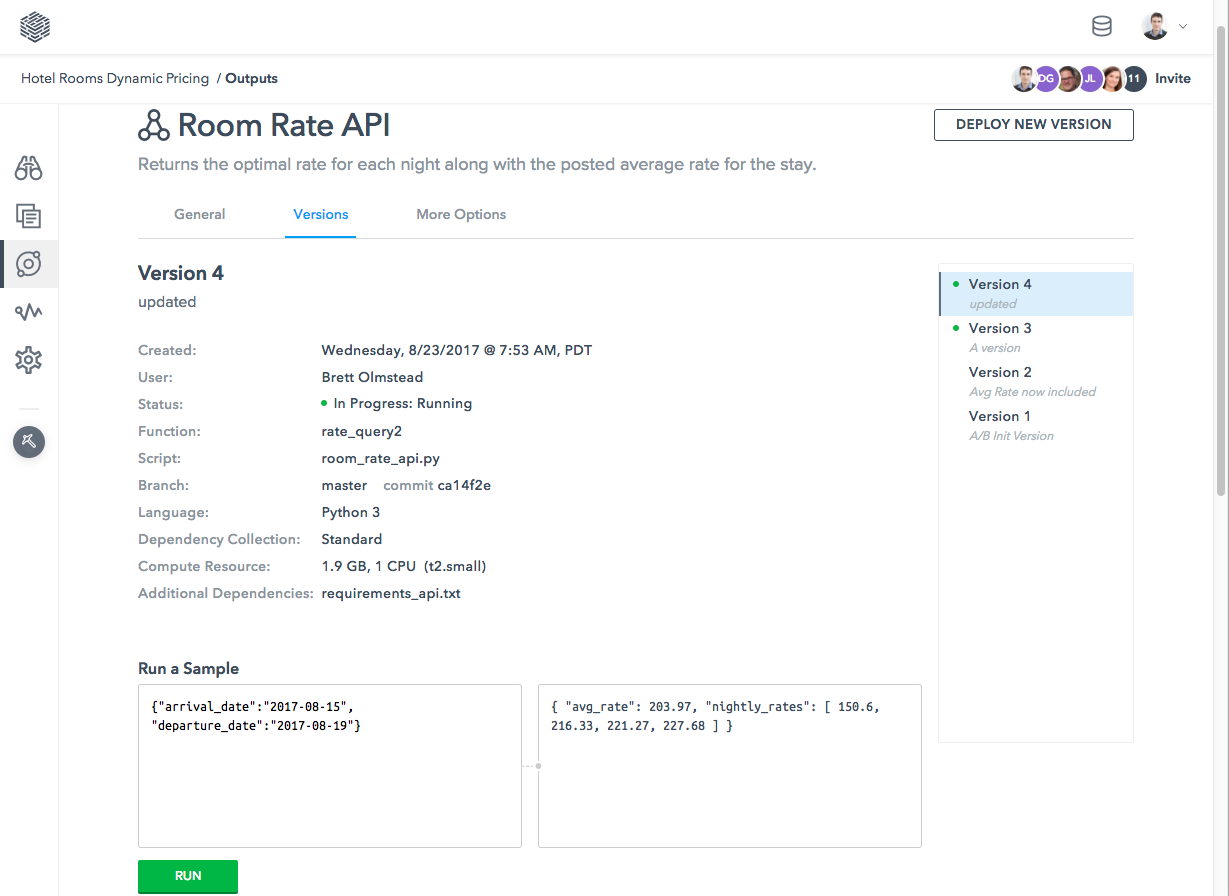 Hotel Rooms Dynamic Pricing / Outputs
DG
JL
11
Invite
Room Rate API
DEPLOY NEW VERSION
Returns the optimal rate for each night along with the posted average rate for the stay.
General
Versions
More Options
Version 4
updated
Created: Wednesday, 8/23/2017 @ 7:53 AM, PDT
User: Brett Olmstead
Status: In Progress: Running
Function: rate_query2
Script: room_rate_api.py
Branch: master commit ca14f2e
Language: Python 3
Dependency Collection: Standard
Compute Resource: 1.9 GB, 1 CPU (t2.small)
Additional Dependencies: requirements_api.txt
Version 4
updated
Version 3
A version
Version 2
Avg Rate now included
Version 1
A/B Init Version
Run a Sample
{"arrival_date":"2017-08-15",
"departure_date":"2017-08-19"}
{ "avg_rate": 203.97, "nightly_rates": [ 150.6,
216.33, 221.27, 227.68 ] }
RUN